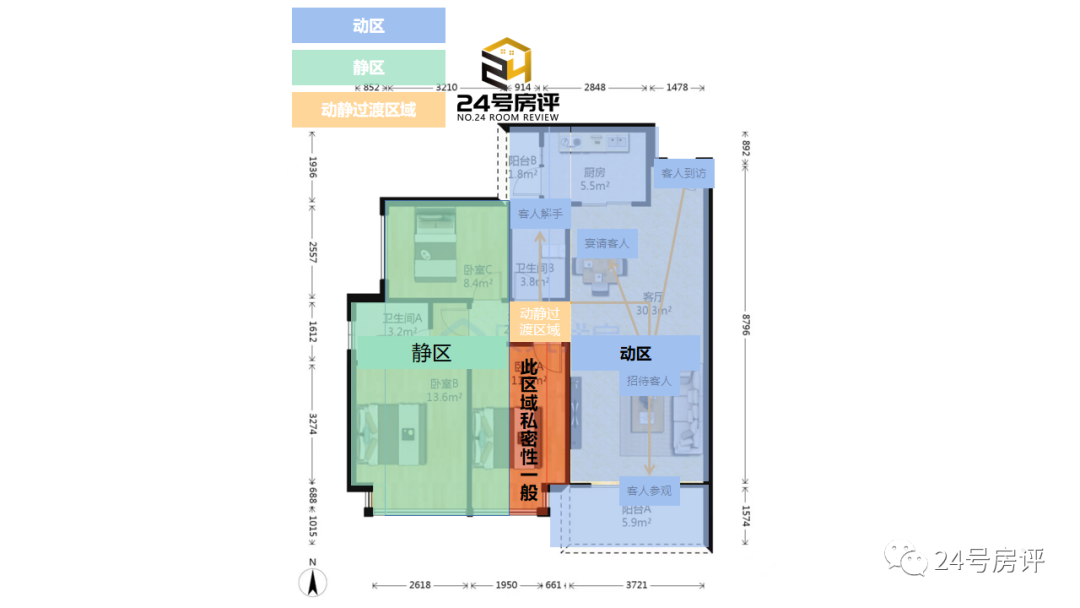 动区
静区
动静过渡区域
24号房评
NO.24 ROOM REVIEW
852
3210
914
2848
1478
1936
2557
1612
3274
688
1015
892
8796
1574
阳台B
1.8m²
厨房
5.5m²
客人到访
客人解手
宴请客人
卧室C
8.4m²
卫生间B
3.8m²
客厅
30.3m²
动静过
渡区域
卫生间A
3.2m²
静区
动区
卧室B
13.6m²
此区域私密性一般
招待客人
客人参观
阳台A
5.9m²
N
2618
1950
661
3721
24号房评